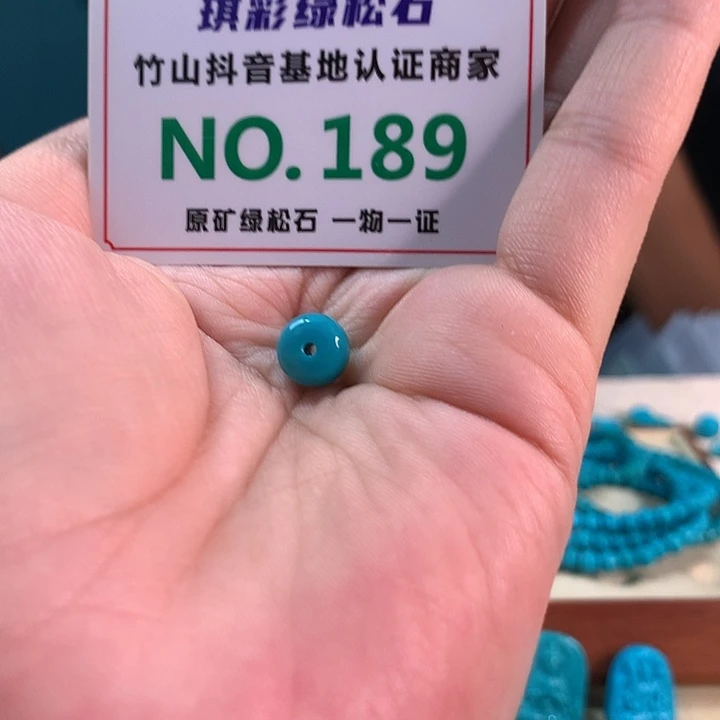 琪彩绿松石
竹山抖音基地认证商家
NO.189
原矿绿松石 一物一证